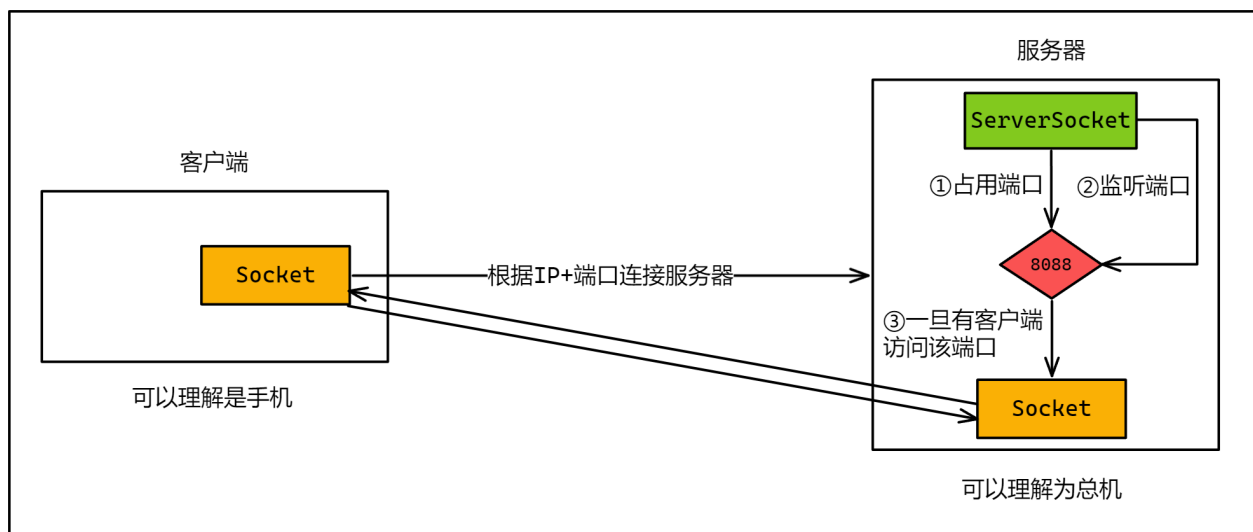 服务器
ServerSocket
客户端
①占用端口
②监听端口
Socket
根据IP+端口连接服务器
8088
③一旦有客户端
访问该端口
可以理解是手机
Socket
可以理解为总机